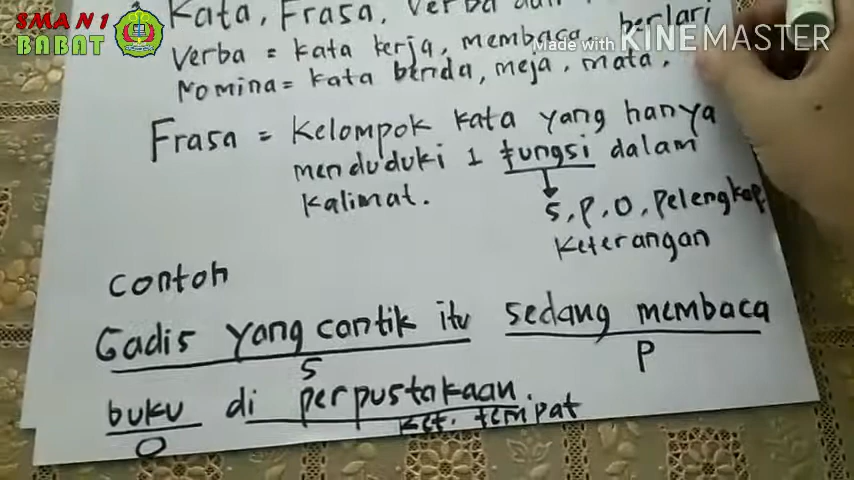 SMA N 1
BABAT
Made with KINEMASTER
Kata, Frasa, Verba dan
Verba = kata kerja, membaca, berlari
Nomina = kata benda, meja, mata,
Frasa = Kelompok kata yang hanya
menduduki 1 fungsi dalam
kalimat.
S, P, O, Pelengkap,
Keterangan
Contoh
Gadis yang cantik itu sedang membaca
S
P
buku di perpustakaan.
O
Ket. tempat